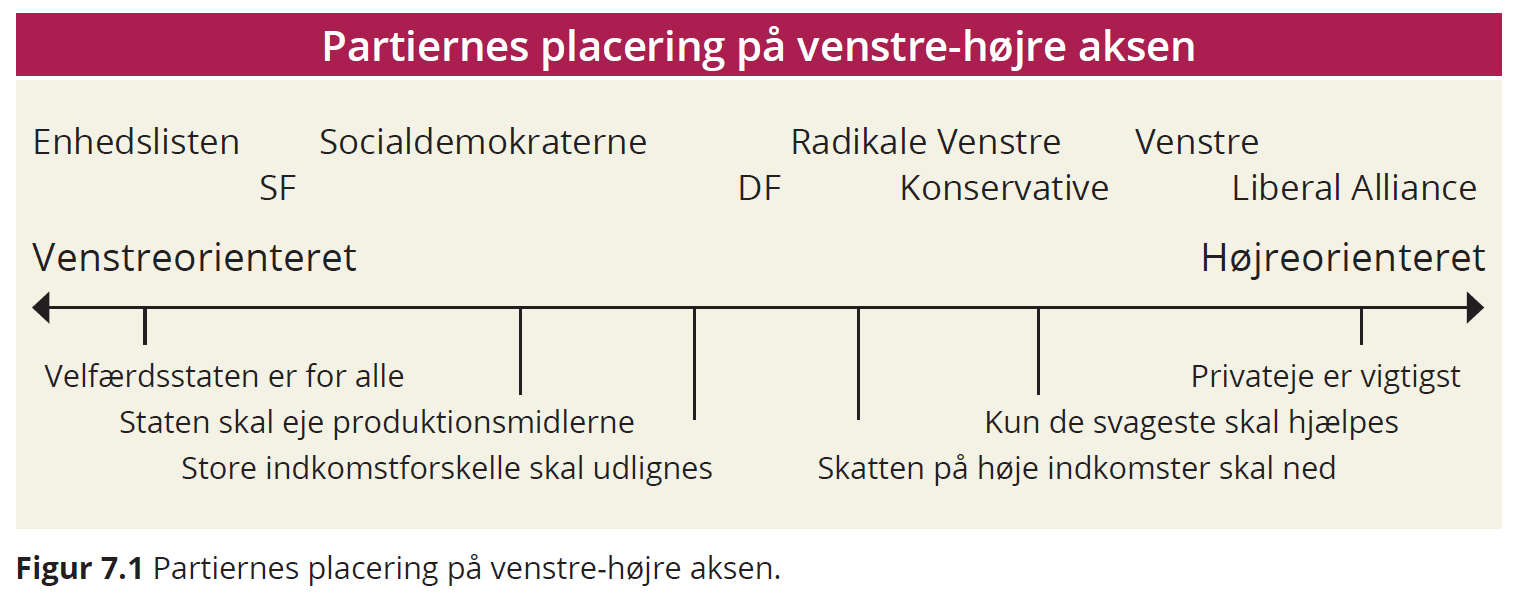 Partiernes placering på venstre-højre aksen
Enhedslisten Socialdemokraterne Radikale Venstre Venstre
SF DF Konservative Liberal Alliance
Venstreorienteret Højreorienteret
Velfærdsstaten er for alle Privateje er vigtigst
Staten skal eje produktionsmidlerne Kun de svageste skal hjælpes
Store indkomstforskelle skal udlignes Skatten på høje indkomster skal ned
Figur 7.1 Partiernes placering på venstre-højre aksen.